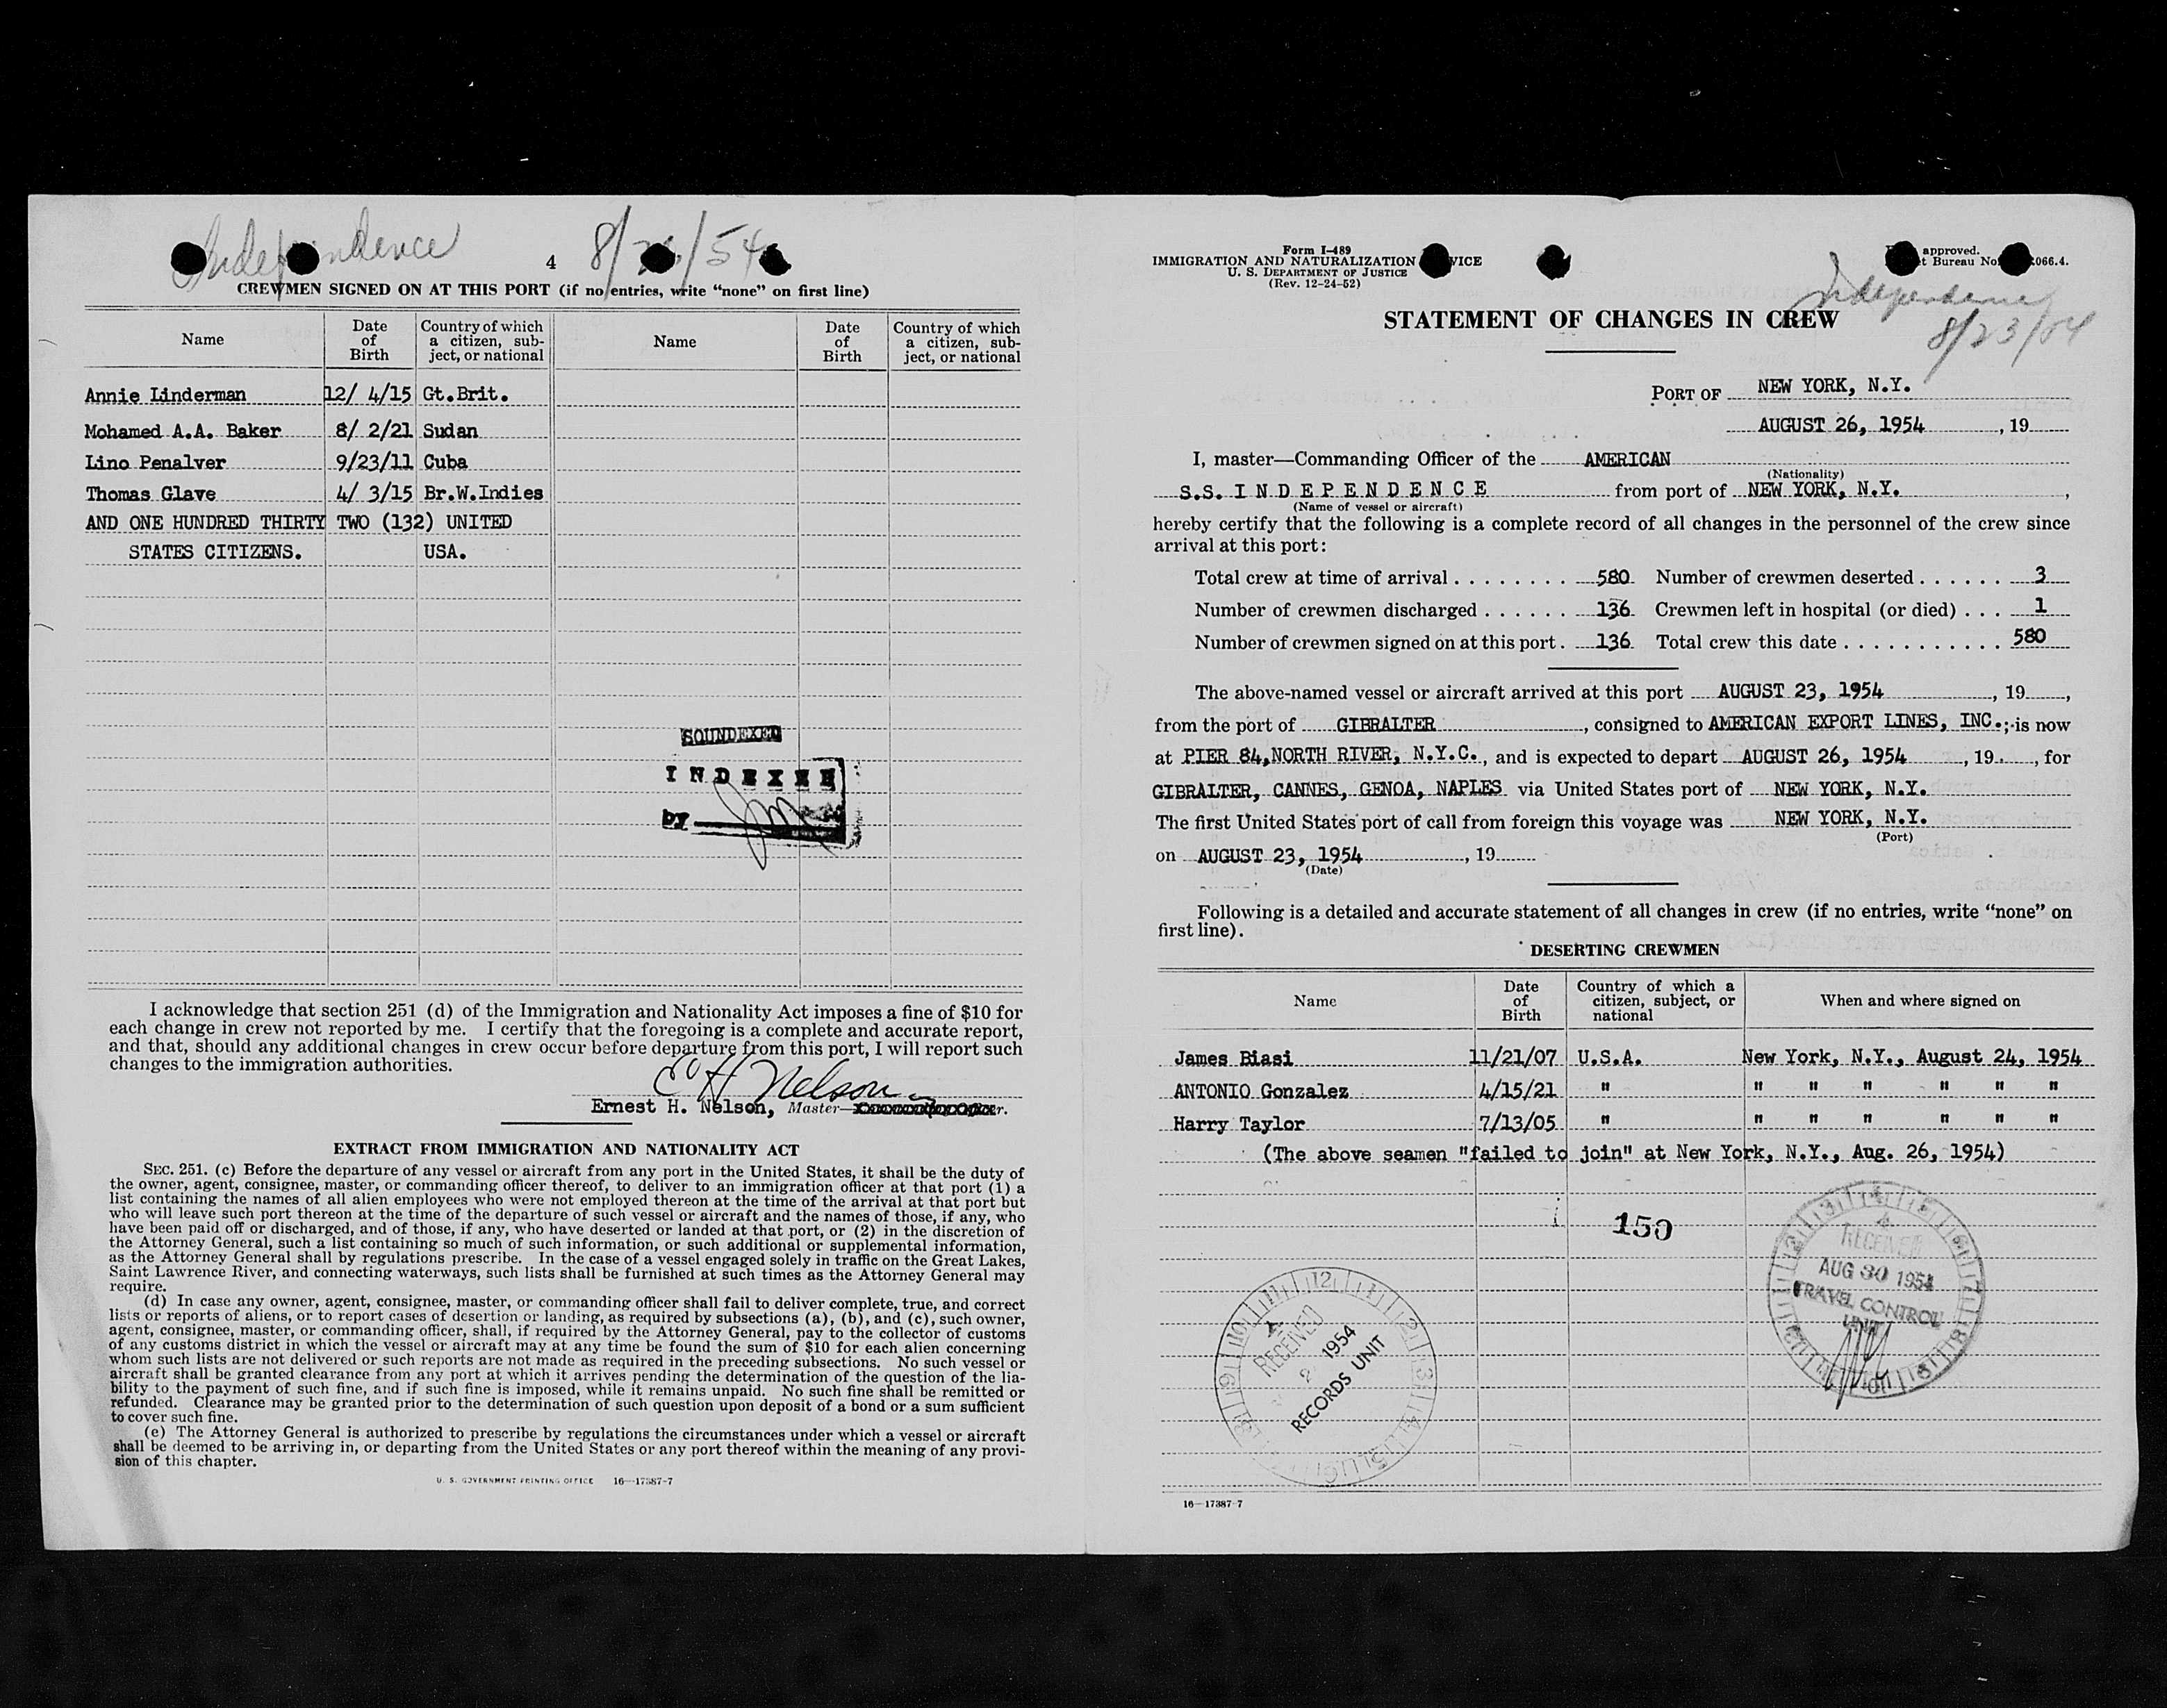 Independence 4 8/ /54
CREWMEN SIGNED ON AT THIS PORT (if no entries, write “none” on first line)
Name Date of Birth Country of which a citizen, subject, or national Name Date of Birth Country of which a citizen, subject, or national
Annie Linderman 12/ 4/15 Gt.Brit.
Mohamed A.A. Baker 8/ 2/21 Sudan
Lino Penalver 9/23/11 Cuba
Thomas Glave 4/ 3/15 Br.W.Indies
AND ONE HUNDRED THIRTY TWO (132) UNITED
STATES CITIZENS. USA.
SOUNDEXED
INDEXED
by
I acknowledge that section 251 (d) of the Immigration and Nationality Act imposes a fine of $10 for
each change in crew not reported by me. I certify that the foregoing is a complete and accurate report,
and that, should any additional changes in crew occur before departure from this port, I will report such
changes to the immigration authorities.
E H Nelson
Ernest H. Nelson, Master—
EXTRACT FROM IMMIGRATION AND NATIONALITY ACT
SEC. 251. (c) Before the departure of any vessel or aircraft from any port in the United States, it shall be the duty of
the owner, agent, consignee, master, or commanding officer thereof, to deliver to an immigration officer at that port (1) a
list containing the names of all alien employees who were not employed thereon at the time of the arrival at that port but
who will leave such port thereon at the time of the departure of such vessel or aircraft and the names of those, if any, who
have been paid off or discharged, and of those, if any, who have deserted or landed at that port, or (2) in the discretion of
the Attorney General, such a list containing so much of such information, or such additional or supplemental information,
as the Attorney General shall by regulations prescribe. In the case of a vessel engaged solely in traffic on the Great Lakes,
Saint Lawrence River, and connecting waterways, such lists shall be furnished at such times as the Attorney General may
require.
(d) In case any owner, agent, consignee, master, or commanding officer shall fail to deliver complete, true, and correct
lists or reports of aliens, or to report cases of desertion or landing, as required by subsections (a), (b), and (c), such owner,
agent, consignee, master, or commanding officer, shall, if required by the Attorney General, pay to the collector of customs
of any customs district in which the vessel or aircraft may at any time be found the sum of $10 for each alien concerning
whom such lists are not delivered or such reports are not made as required in the preceding subsections. No such vessel or
aircraft shall be granted clearance from any port at which it arrives pending the determination of the question of the lia-
bility to the payment of such fine, and if such fine is imposed, while it remains unpaid. No such fine shall be remitted or
refunded. Clearance may be granted prior to the determination of such question upon deposit of a bond or a sum sufficient
to cover such fine.
(e) The Attorney General is authorized to prescribe by regulations the circumstances under which a vessel or aircraft
shall be deemed to be arriving in, or departing from the United States or any port thereof within the meaning of any provi-
sion of this chapter.
U. S. GOVERNMENT PRINTING OFFICE 16—17387-7
Form I-489
IMMIGRATION AND NATURALIZATION VICE
U. S. DEPARTMENT OF JUSTICE
(Rev. 12-24-52)
approved.
t Bureau No. 066.4.
Independence
8/23/54
STATEMENT OF CHANGES IN CREW
PORT OF NEW YORK, N.Y.
AUGUST 26, 1954, 19
I, master—Commanding Officer of the AMERICAN
(Nationality)
S.S. I N D E P E N D E N C E from port of NEW YORK, N.Y.,
(Name of vessel or aircraft)
hereby certify that the following is a complete record of all changes in the personnel of the crew since
arrival at this port:
Total crew at time of arrival . . . . . . . . 580 Number of crewmen deserted . . . . . . 3
Number of crewmen discharged . . . . . . 136 Crewmen left in hospital (or died) . . . 1
Number of crewmen signed on at this port . 136 Total crew this date . . . . . . . . . . . 580
The above-named vessel or aircraft arrived at this port AUGUST 23, 1954, 19,
from the port of GIBRALTER, consigned to AMERICAN EXPORT LINES, INC.; is now
at PIER 84, NORTH RIVER, N.Y.C., and is expected to depart AUGUST 26, 1954, 19, for
GIBRALTER, CANNES, GENOA, NAPLES via United States port of NEW YORK, N.Y.
The first United States port of call from foreign this voyage was NEW YORK, N.Y.
(Port)
on AUGUST 23, 1954, 19
(Date)
Following is a detailed and accurate statement of all changes in crew (if no entries, write “none” on
first line).
DESERTING CREWMEN
Name Date of Birth Country of which a citizen, subject, or national When and where signed on
James Biasi 11/21/07 U.S.A. New York, N.Y., August 24, 1954
ANTONIO Gonzalez 4/15/21 " " " " " " "
Harry Taylor 7/13/05 " " " " " " "
(The above seamen "failed to join" at New York, N.Y., Aug. 26, 1954)
150
RECEIVED
AUG 30 1954
TRAVEL CONTROL
UNIT
RECEIVED
1954
RECORDS UNIT
16—17387-7